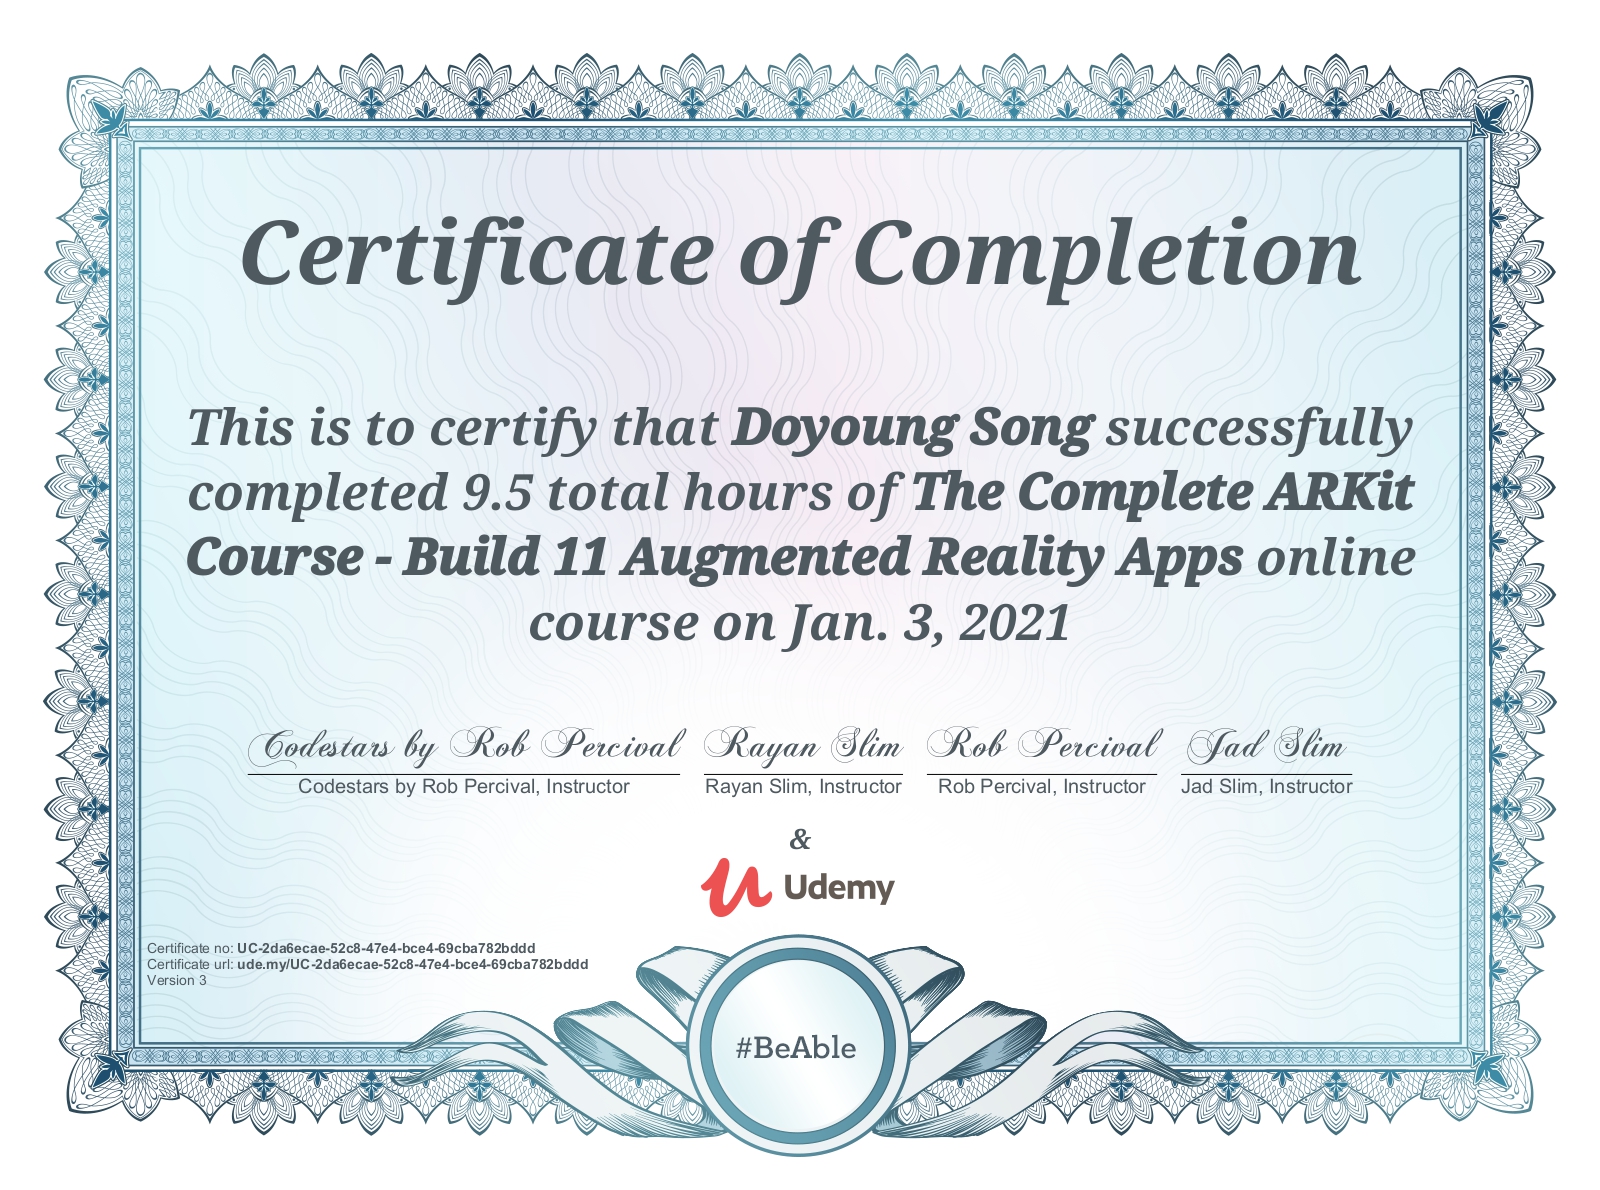 Certificate of Completion
This is to certify that Doyoung Song successfully
completed 9.5 total hours of The Complete ARKit
Course - Build 11 Augmented Reality Apps online
course on Jan. 3, 2021
Codestars by Rob Percival Rayan Slim Rob Percival Jad Slim
Codestars by Rob Percival, Instructor Rayan Slim, Instructor Rob Percival, Instructor Jad Slim, Instructor
&
Udemy
Certificate no: UC-2da6ecae-52c8-47e4-bce4-69cba782bddd
Certificate url: ude.my/UC-2da6ecae-52c8-47e4-bce4-69cba782bddd
Version 3
#BeAble